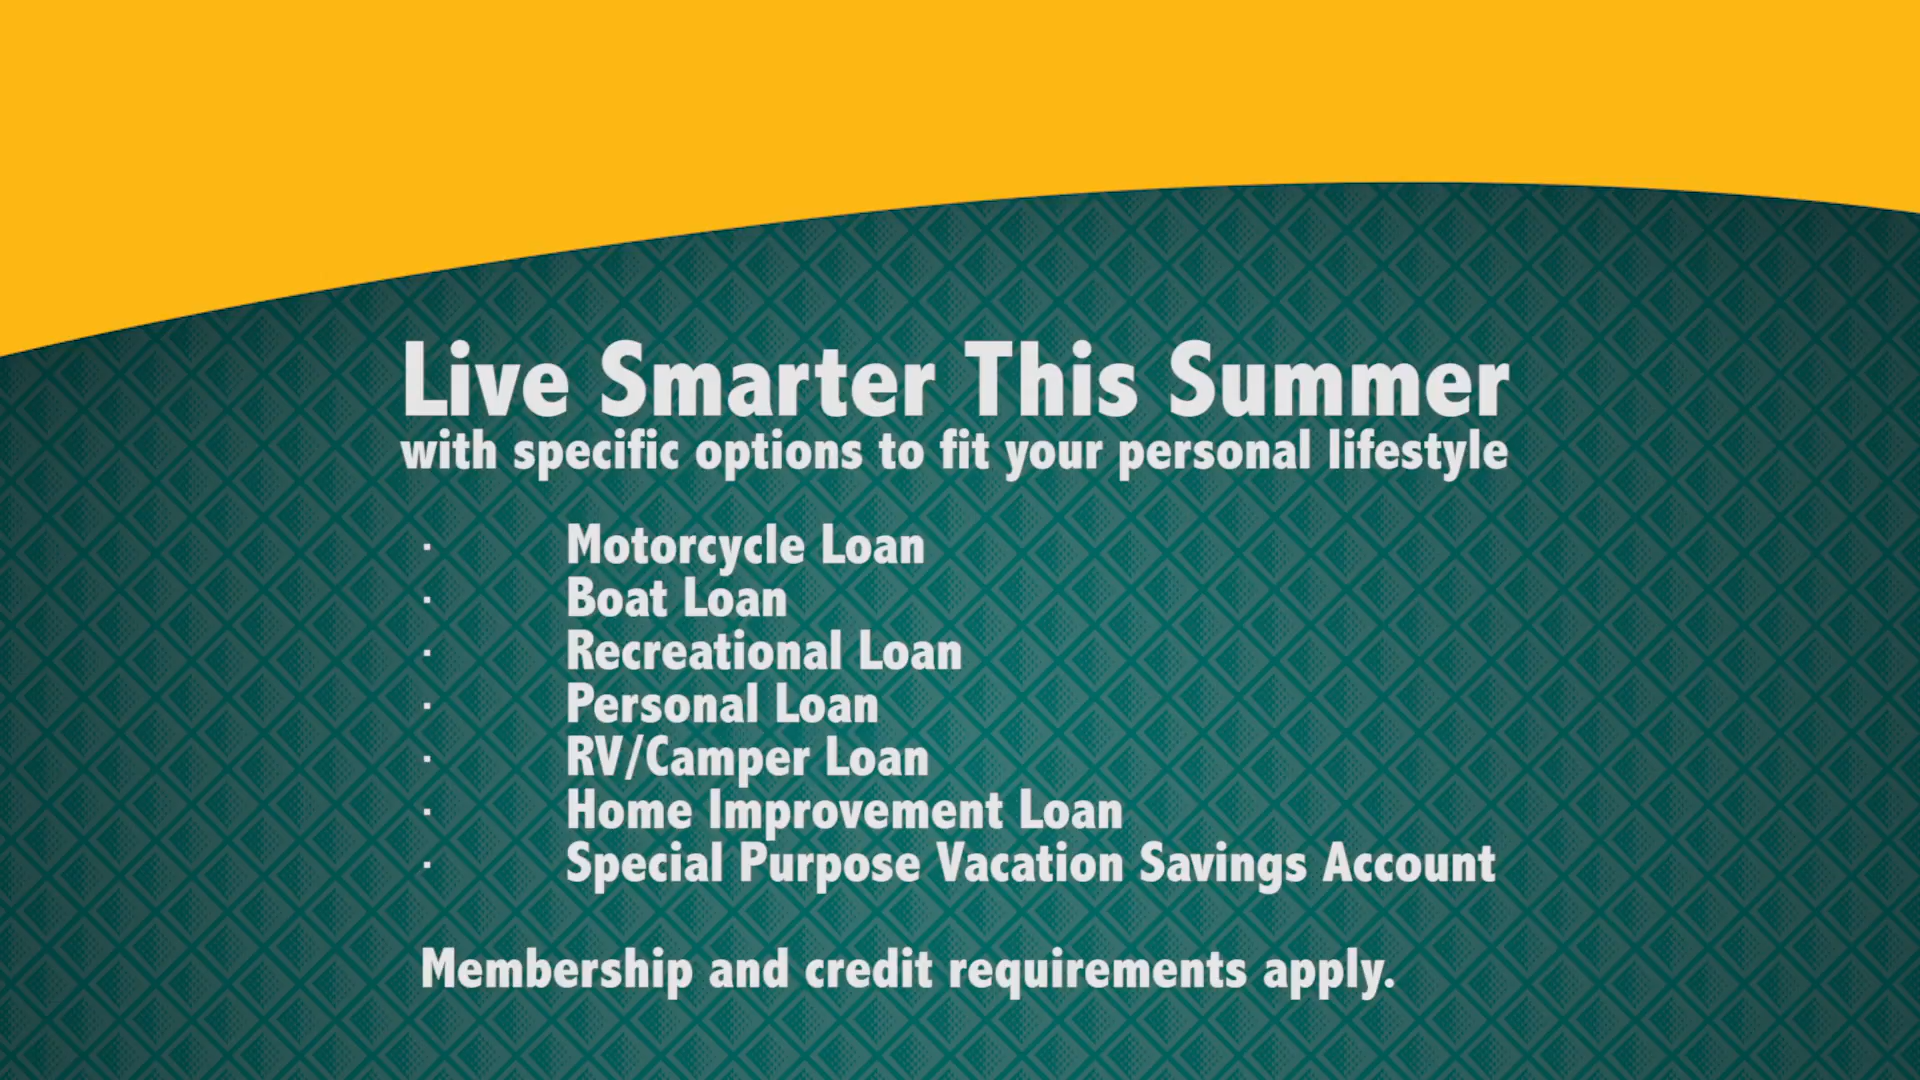 Live Smarter This Summer
with specific options to fit your personal lifestyle
· Motorcycle Loan
· Boat Loan
· Recreational Loan
· Personal Loan
· RV/Camper Loan
· Home Improvement Loan
· Special Purpose Vacation Savings Account
Membership and credit requirements apply.